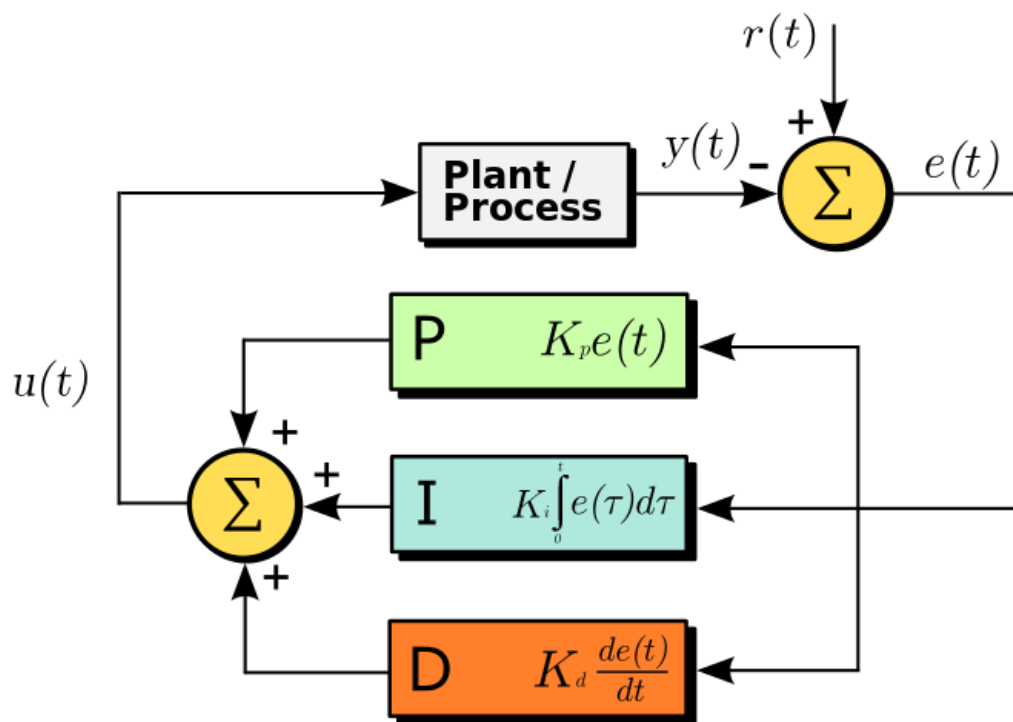 r(t)
+
y(t)
-
Σ
e(t)
Plant /
Process
P K_p e(t)
u(t)
+
+
Σ
I K_i ∫_0^t e(τ)dτ
+
D K_d de(t)/dt